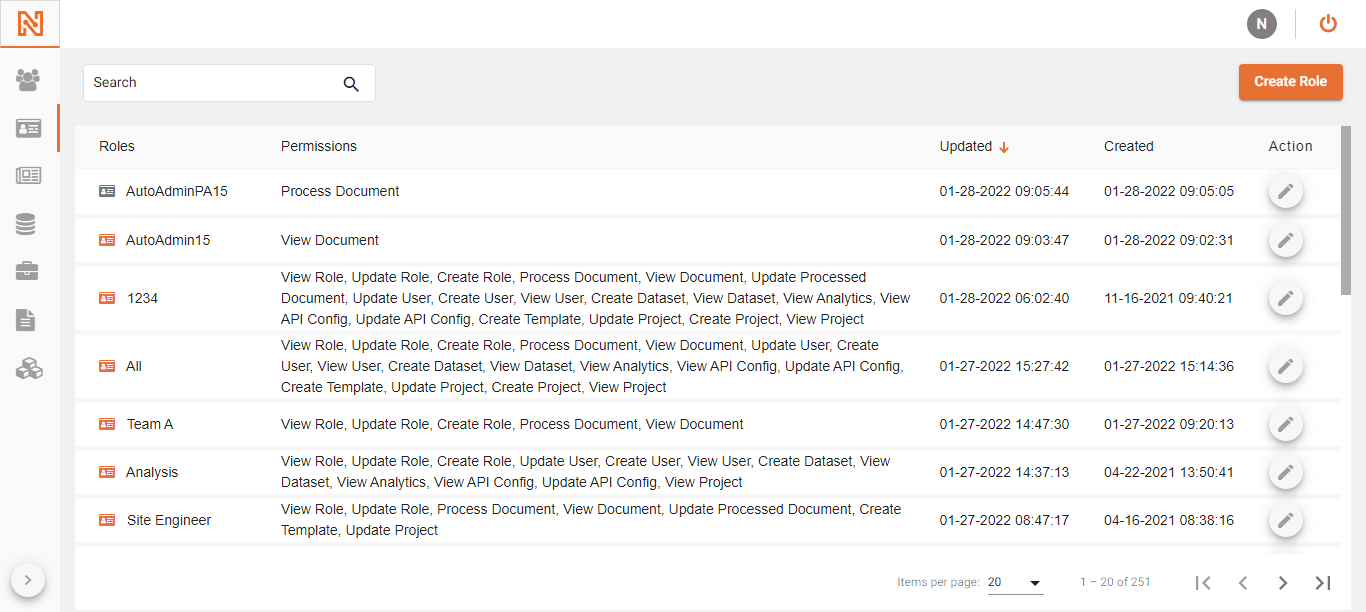 N
Search
Create Role
Roles Permissions Updated Created Action
AutoAdminPA15 Process Document 01-28-2022 09:05:44 01-28-2022 09:05:05
AutoAdmin15 View Document 01-28-2022 09:03:47 01-28-2022 09:02:31
View Role, Update Role, Create Role, Process Document, View Document, Update Processed
1234 Document, Update User, Create User, View User, Create Dataset, View Dataset, View Analytics, View 01-28-2022 06:02:40 11-16-2021 09:40:21
API Config, Update API Config, Create Template, Update Project, Create Project, View Project
View Role, Update Role, Create Role, Process Document, View Document, Update User, Create
All User, View User, Create Dataset, View Dataset, View Analytics, View API Config, Update API Config, 01-27-2022 15:27:42 01-27-2022 15:14:36
Create Template, Update Project, Create Project, View Project
Team A View Role, Update Role, Create Role, Process Document, View Document 01-27-2022 14:47:30 01-27-2022 09:20:13
View Role, Update Role, Create Role, Update User, Create User, View User, Create Dataset, View
Analysis 01-27-2022 14:37:13 04-22-2021 13:50:41
Dataset, View Analytics, View API Config, Update API Config, View Project
View Role, Update Role, Process Document, View Document, Update Processed Document, Create
Site Engineer 01-27-2022 08:47:17 04-16-2021 08:38:16
Template, Update Project
Items per page: 20 1 – 20 of 251